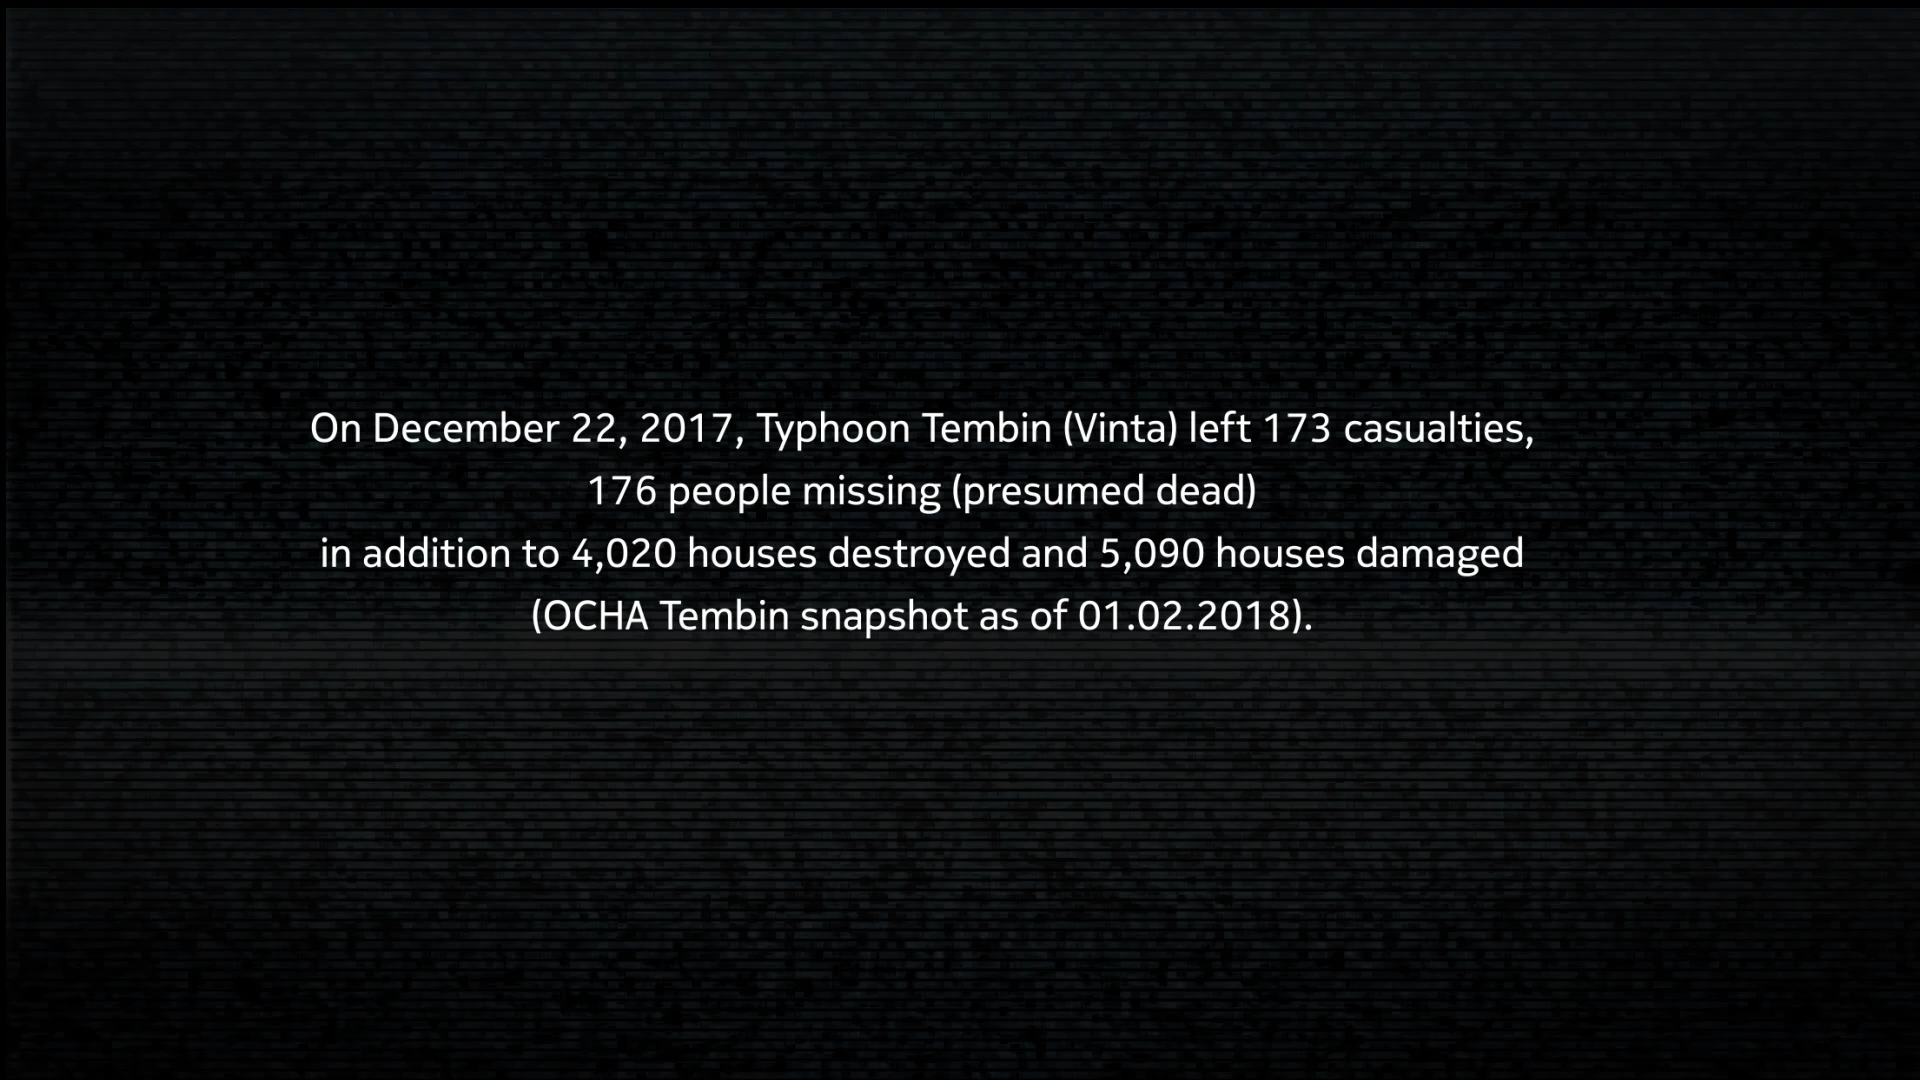 On December 22, 2017, Typhoon Tembin (Vinta) left 173 casualties,
176 people missing (presumed dead)
in addition to 4,020 houses destroyed and 5,090 houses damaged
(OCHA Tembin snapshot as of 01.02.2018).